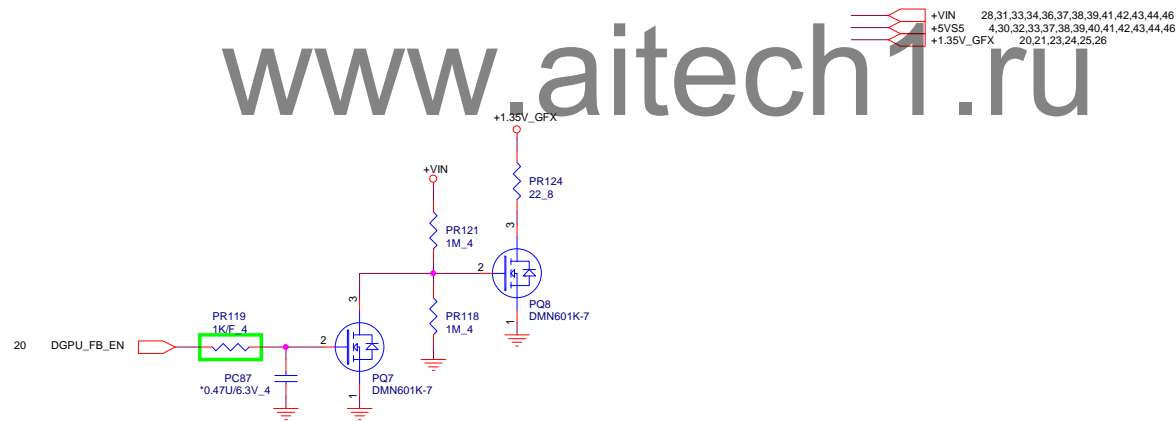 +VIN 28,31,33,34,36,37,38,39,41,42,43,44,46
+5VS5 4,30,32,33,37,38,39,40,41,42,43,44,46
+1.35V_GFX 20,21,23,24,25,26
www.aitech1.ru
+1.35V_GFX
+VIN
PR124
22_8
3
PR121
1M_4
2
PQ8
DMN601K-7
3
PR118
1M_4
1
PR119
1K/F_4
20 DGPU_FB_EN
2
PC87
*0.47U/6.3V_4
PQ7
DMN601K-7
1